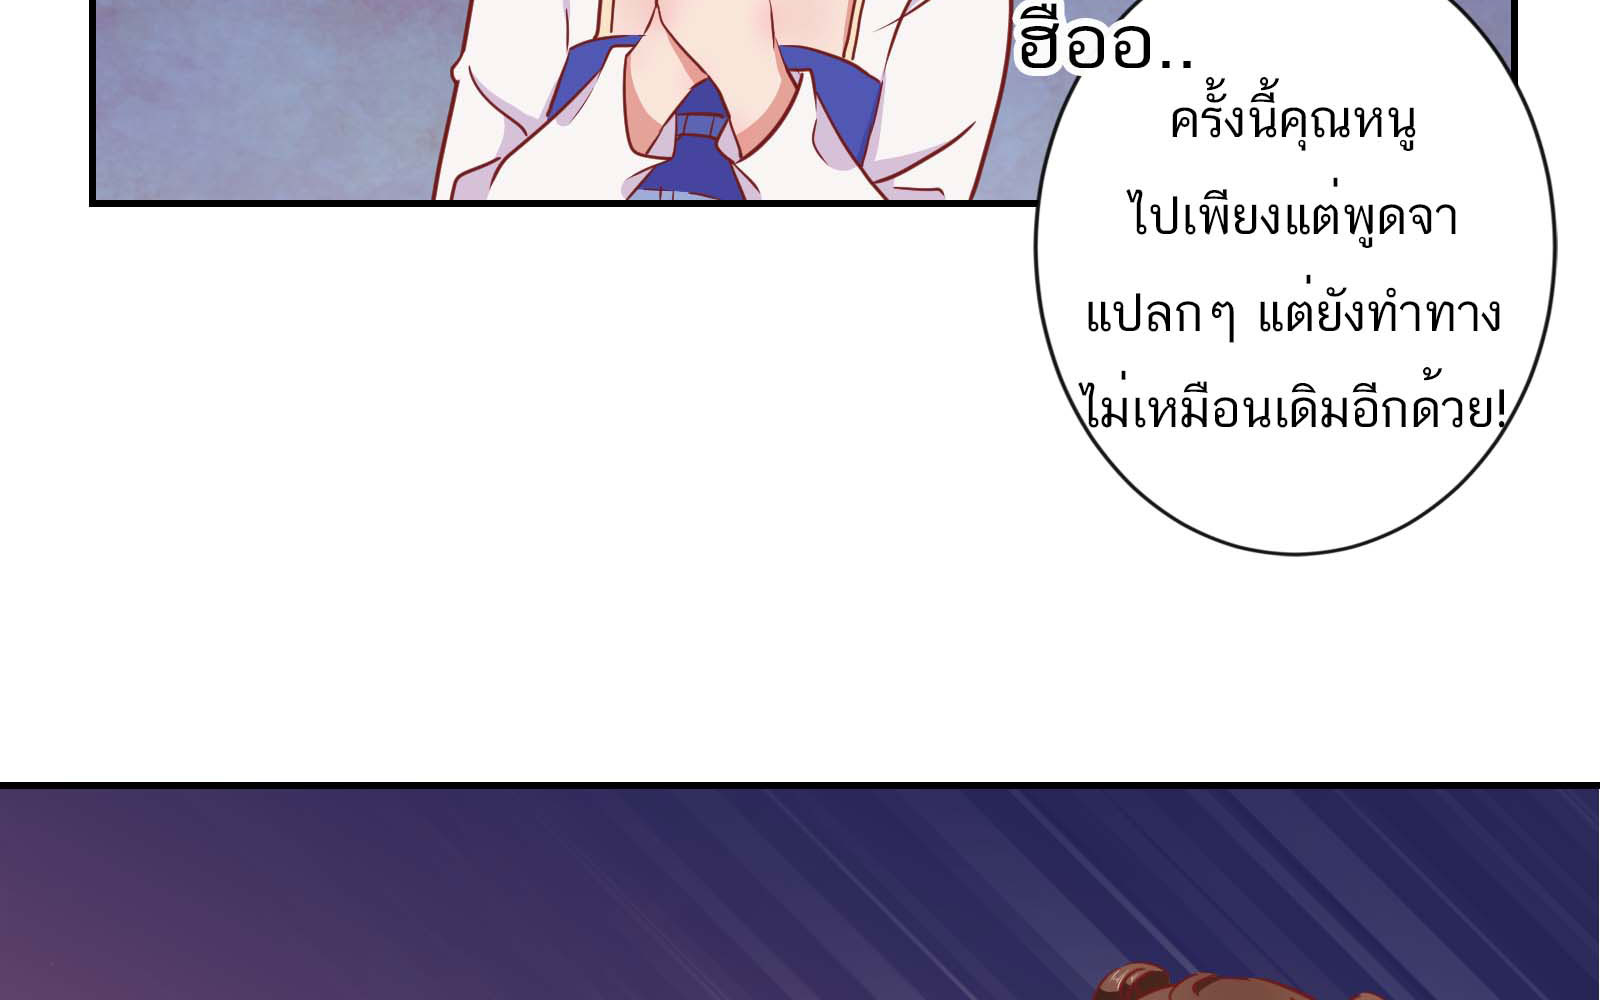 ฮืออ..
ครั้งนี้คุณหนู
ไปเพียงแต่พูดจา
แปลกๆ แต่ยังทำทาง
ไม่เหมือนเดิมอีกด้วย!